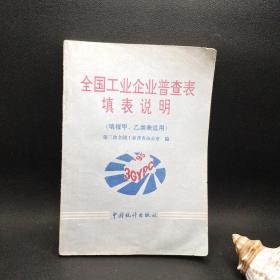 全国工业企业普查表
填表说明
(填报甲、乙类表适用)
第三次全国工业普查办公室 编
95
3GYPC
中国统计出版社